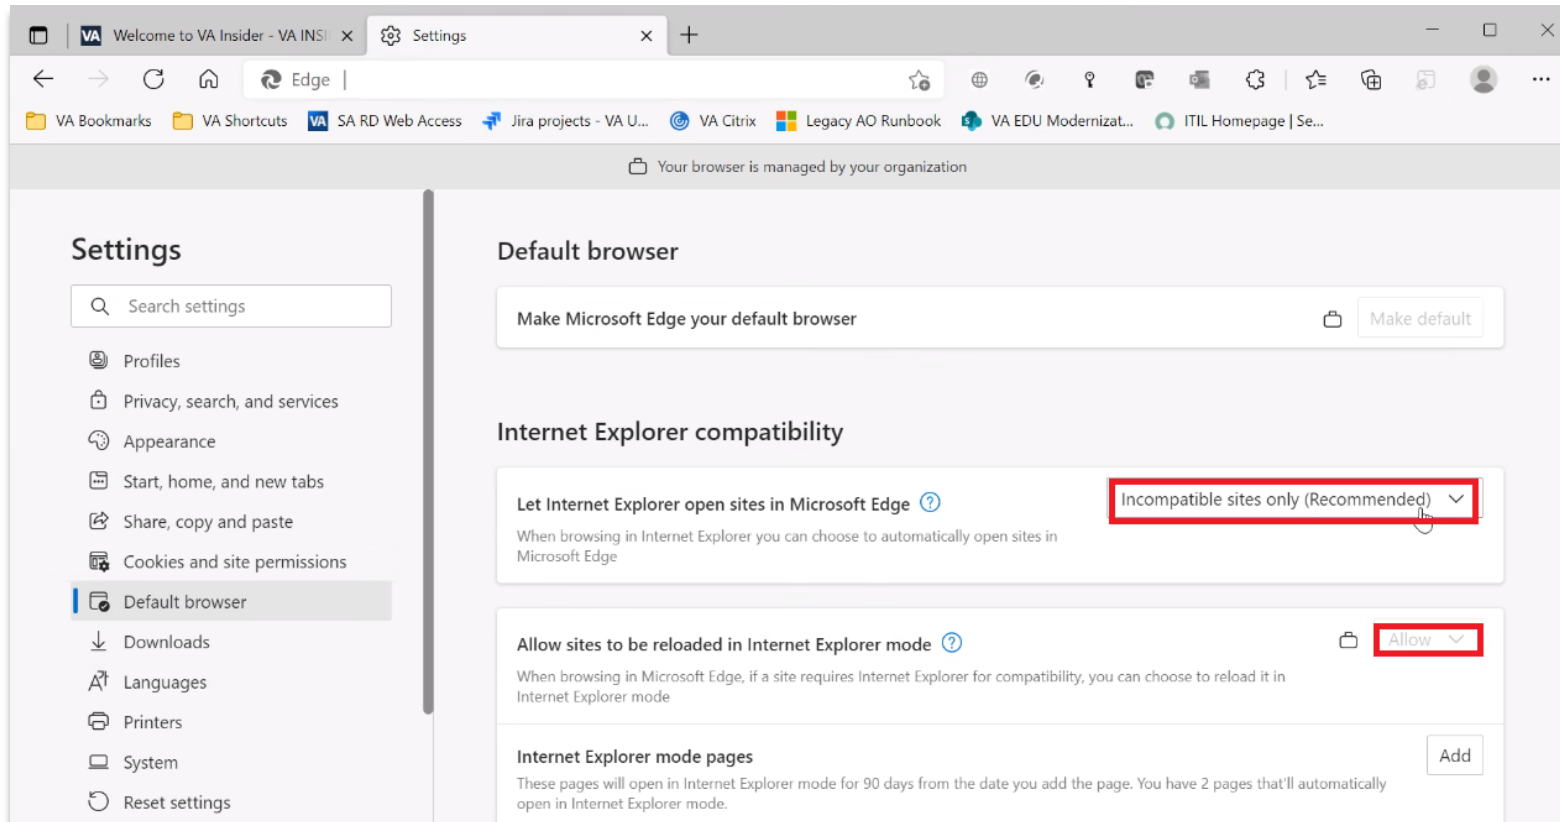 VA Welcome to VA Insider - VA INSI
Settings
Edge
VA Bookmarks
VA Shortcuts
VA SA RD Web Access
Jira projects - VA U...
VA Citrix
Legacy AO Runbook
VA EDU Modernizat...
ITIL Homepage | Se...
Your browser is managed by your organization
Settings
Search settings
Profiles
Privacy, search, and services
Appearance
Start, home, and new tabs
Share, copy and paste
Cookies and site permissions
Default browser
Downloads
Languages
Printers
System
Reset settings
Default browser
Make Microsoft Edge your default browser
Make default
Internet Explorer compatibility
Let Internet Explorer open sites in Microsoft Edge
Incompatible sites only (Recommended)
When browsing in Internet Explorer you can choose to automatically open sites in
Microsoft Edge
Allow sites to be reloaded in Internet Explorer mode
Allow
When browsing in Microsoft Edge, if a site requires Internet Explorer for compatibility, you can choose to reload it in
Internet Explorer mode
Internet Explorer mode pages
Add
These pages will open in Internet Explorer mode for 90 days from the date you add the page. You have 2 pages that'll automatically
open in Internet Explorer mode.